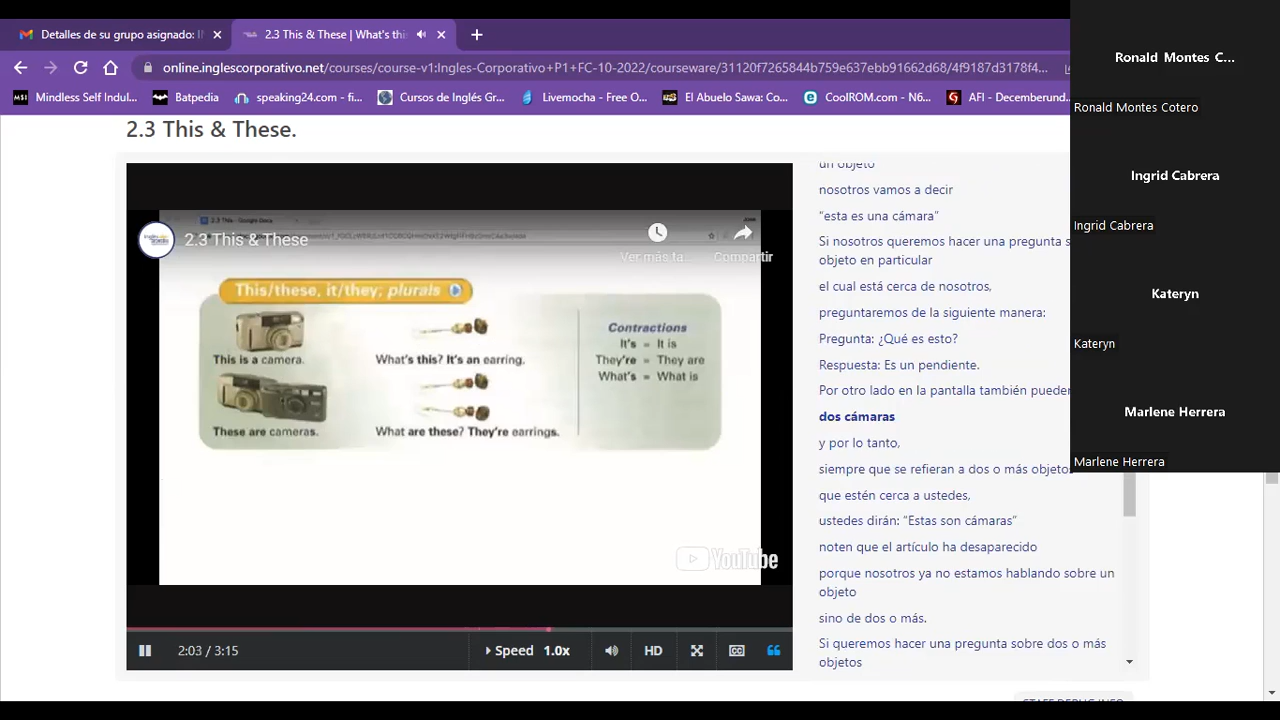 Detalles de su grupo asignado: I
2.3 This & These | What's this
online.inglescorporativo.net/courses/course-v1:Ingles-Corporativo+P1+FC-10-2022/courseware/31120f7265844b759e637ebb91662d68/4f9187d3178f4...
Mindless Self Indul...
Batpedia
speaking24.com - fi...
Cursos de Inglés Gr...
Livemocha - Free O...
El Abuelo Sawa: Co...
CoolROM.com - N6...
AFI - Decemberund...
2.3 This & These.
2.3 This & These
Ver más ta...
Compartir
This/these, it/they; plurals
This is a camera.
What's this? It's an earring.
These are cameras.
What are these? They're earrings.
Contractions
It's = It is
They're = They are
What's = What is
YouTube
2:03 / 3:15
Speed 1.0x
HD
un objeto
nosotros vamos a decir
“esta es una cámara”
Si nosotros queremos hacer una pregunta s
objeto en particular
el cual está cerca de nosotros,
preguntaremos de la siguiente manera:
Pregunta: ¿Qué es esto?
Respuesta: Es un pendiente.
Por otro lado en la pantalla también pueden
dos cámaras
y por lo tanto,
siempre que se refieran a dos o más objetos
que estén cerca a ustedes,
ustedes dirán: “Estas son cámaras”
noten que el artículo ha desaparecido
porque nosotros ya no estamos hablando sobre un
objeto
sino de dos o más.
Si queremos hacer una pregunta sobre dos o más
objetos
STAFF DEBUG INFO
Ronald Montes C...
Ronald Montes Cotero
Ingrid Cabrera
Ingrid Cabrera
Kateryn
Kateryn
Marlene Herrera
Marlene Herrera